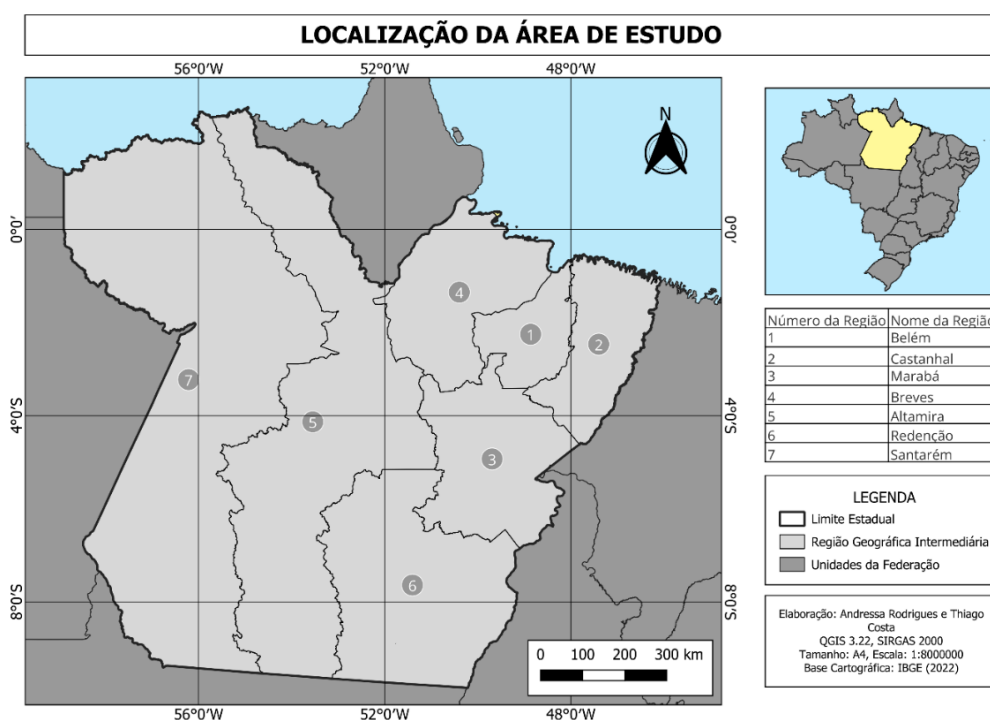 LOCALIZAÇÃO DA ÁREA DE ESTUDO
56°0'W 52°0'W 48°0'W
N
0°0' 0°0'
4°0'S 4°0'S
8°0'S 8°0'S
4
1
2
7
5
3
6
0 100 200 300 km
56°0'W 52°0'W 48°0'W
Número da Região Nome da Região
1 Belém
2 Castanhal
3 Marabá
4 Breves
5 Altamira
6 Redenção
7 Santarém
LEGENDA
Limite Estadual
Região Geográfica Intermediária
Unidades da Federação
Elaboração: Andressa Rodrigues e Thiago
Costa
QGIS 3.22, SIRGAS 2000
Tamanho: A4, Escala: 1:8000000
Base Cartográfica: IBGE (2022)